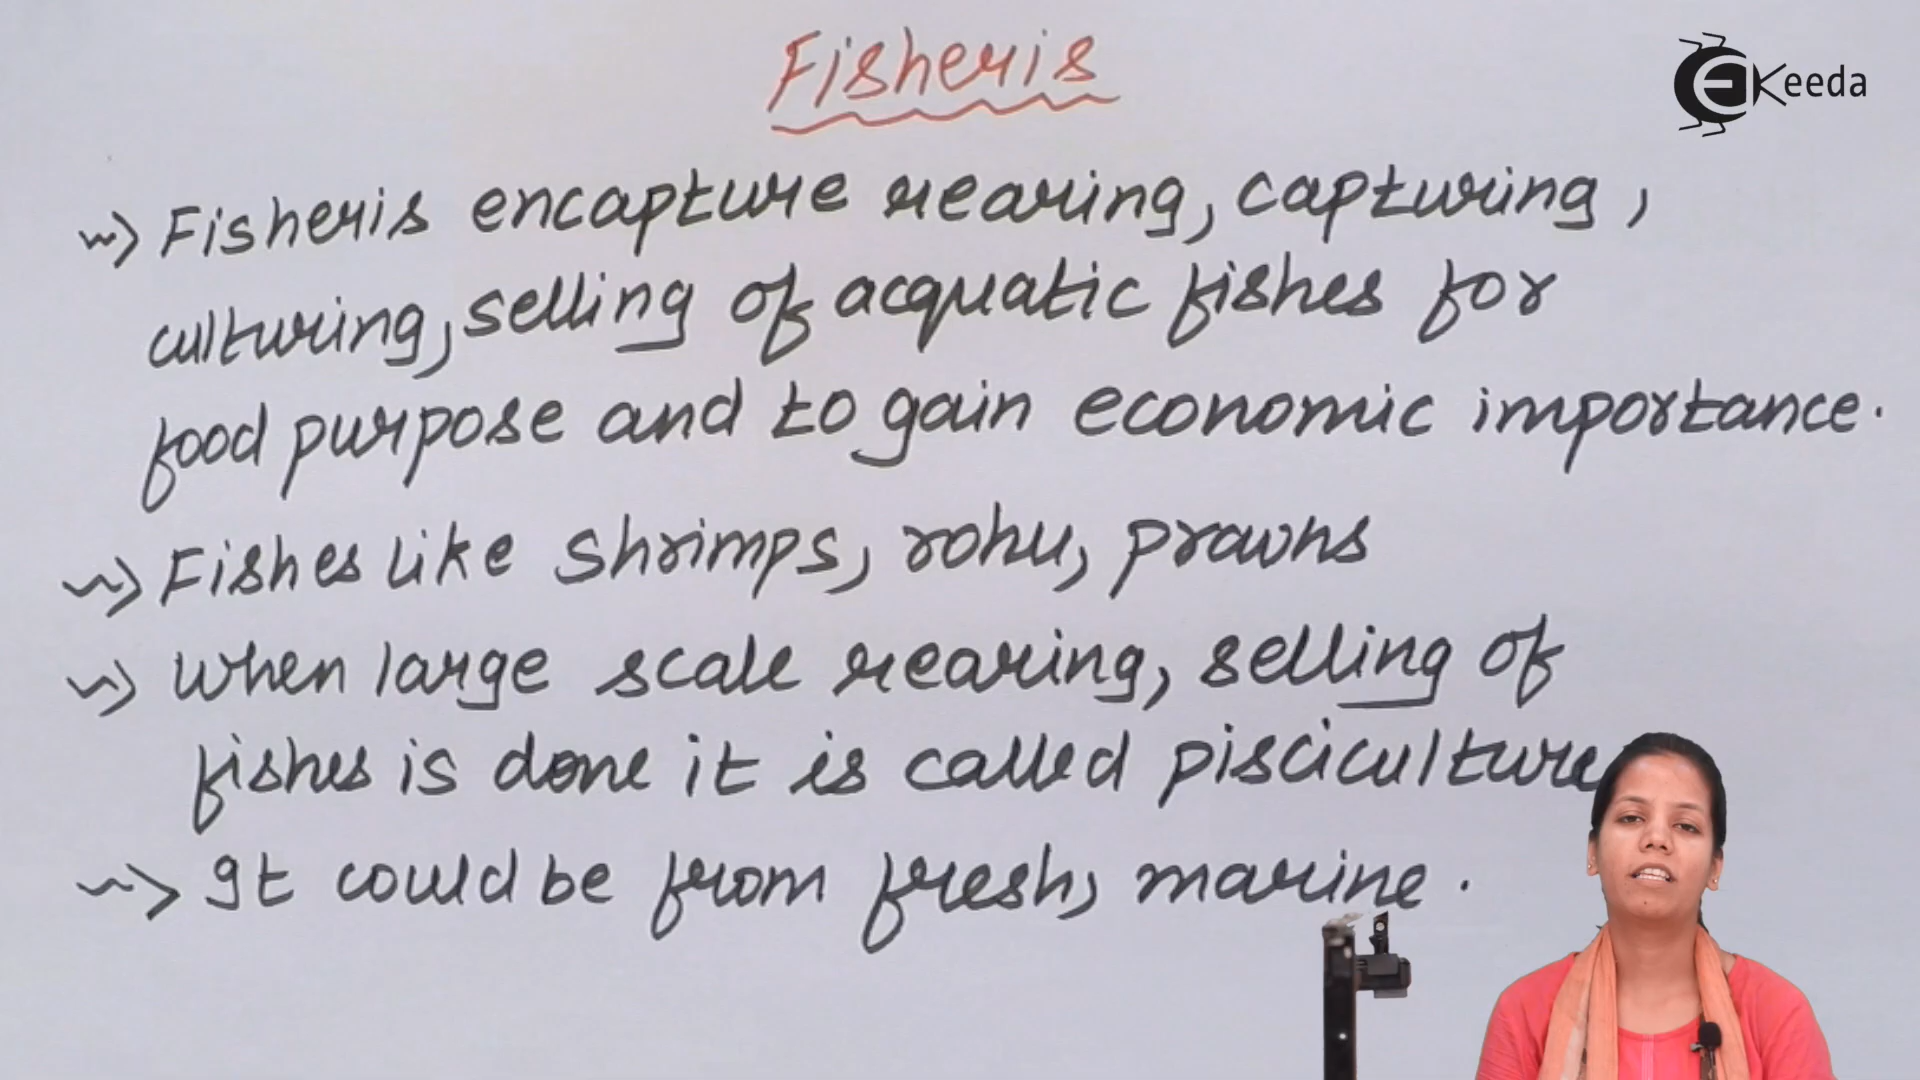 Fisheris
EKeeda
Fisheris encapture rearing, capturing,
culturing, selling of acquatic fishes for
food purpose and to gain economic importance.
Fishes like shrimps, rohu, prawns
When large scale rearing, selling of
fishes is done it is called pisciculture
It could be from fresh, marine.